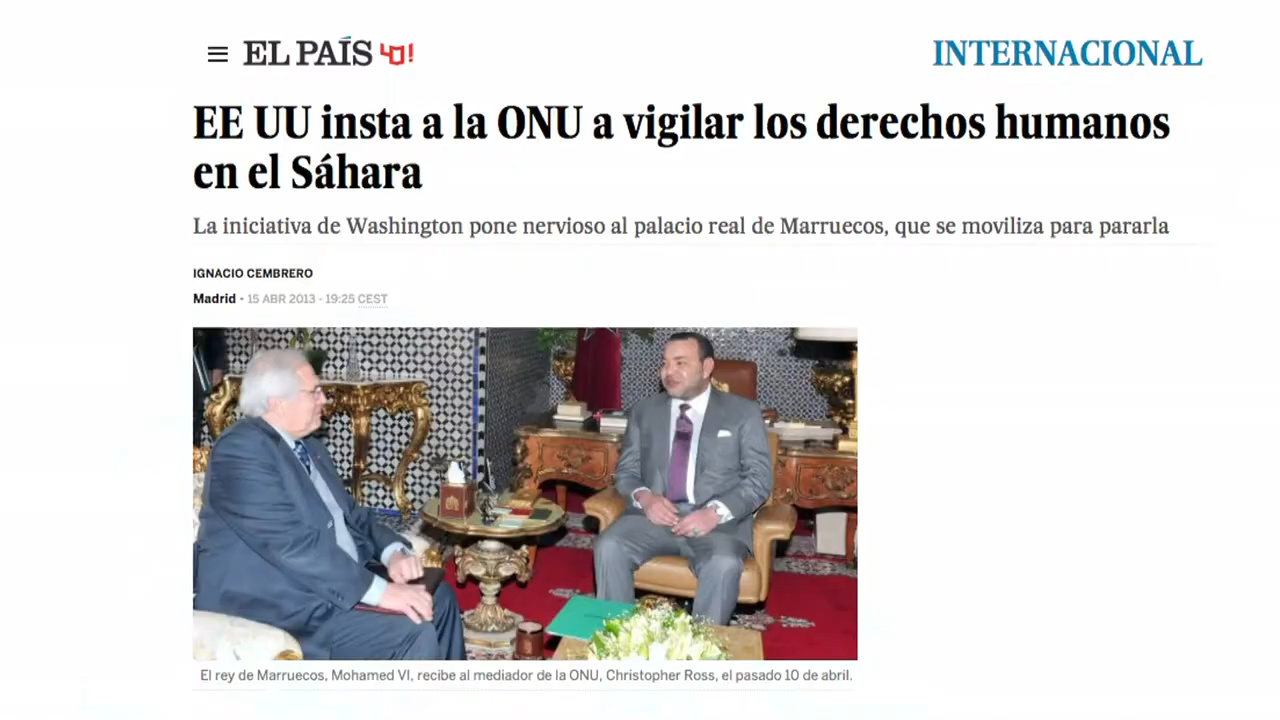 EL PAÍS 40!
INTERNACIONAL
EE UU insta a la ONU a vigilar los derechos humanos
en el Sáhara
La iniciativa de Washington pone nervioso al palacio real de Marruecos, que se moviliza para pararla
IGNACIO CEMBRERO
Madrid - 15 ABR 2013 - 19:25 CEST
El rey de Marruecos, Mohamed VI, recibe al mediador de la ONU, Christopher Ross, el pasado 10 de abril.